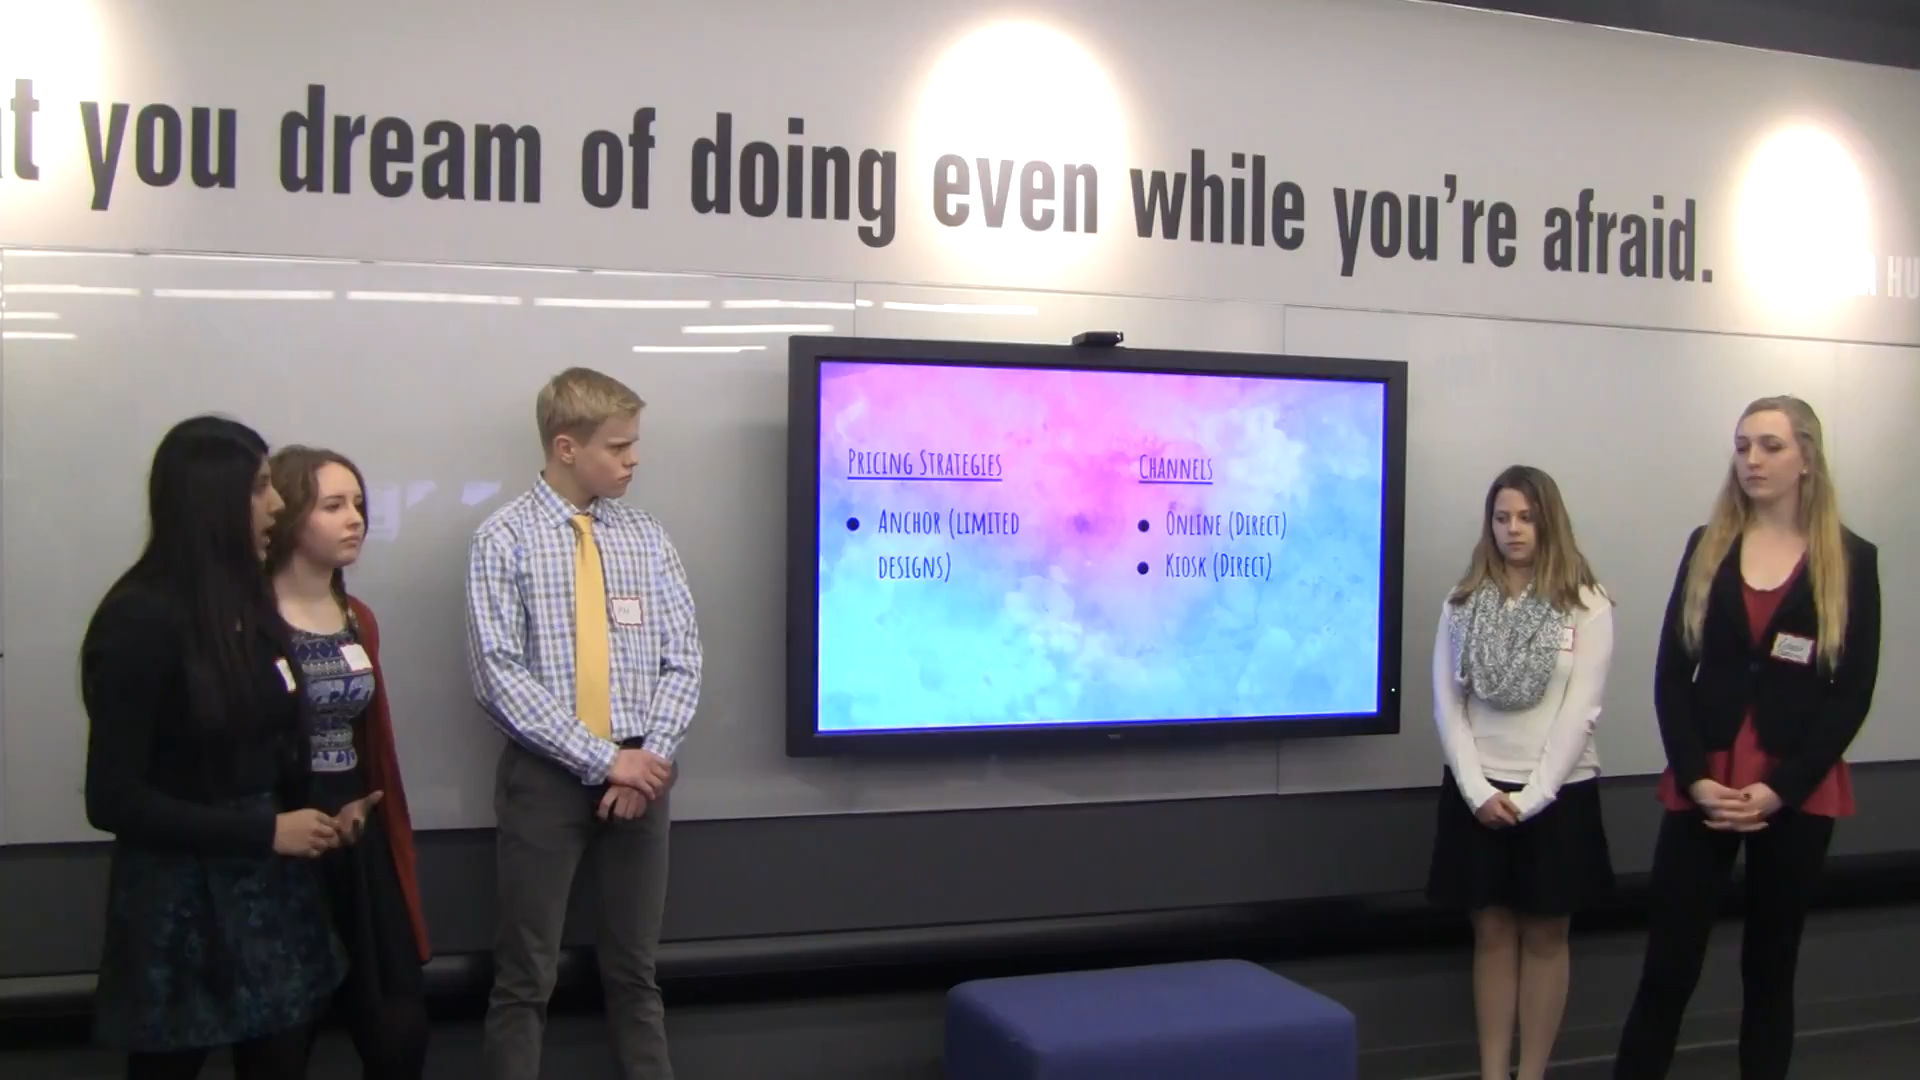 you dream of doing even while you're afraid.
HU
PRICING STRATEGIES
● ANCHOR (LIMITED
DESIGNS)
CHANNELS
● ONLINE (DIRECT)
● KIOSK (DIRECT)